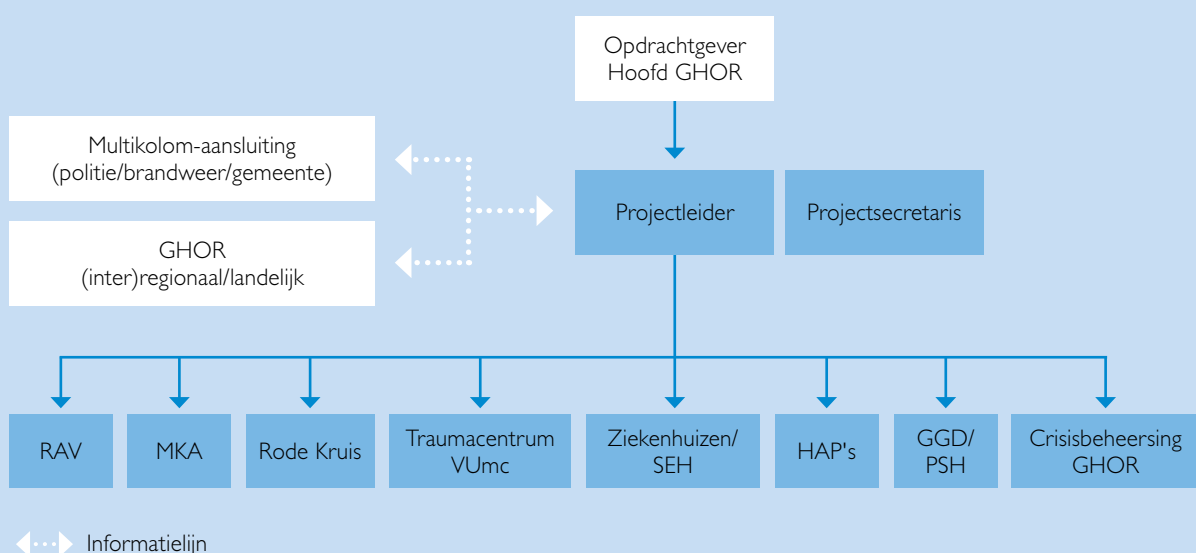 Opdrachtgever
Hoofd GHOR
Multikolom-aansluiting
(politie/brandweer/gemeente)
GHOR
(inter)regionaal/landelijk
Projectleider
Projectsecretaris
RAV
MKA
Rode Kruis
Traumacentrum
VUmc
Ziekenhuizen/
SEH
HAP's
GGD/
PSH
Crisisbeheersing
GHOR
Informatielijn